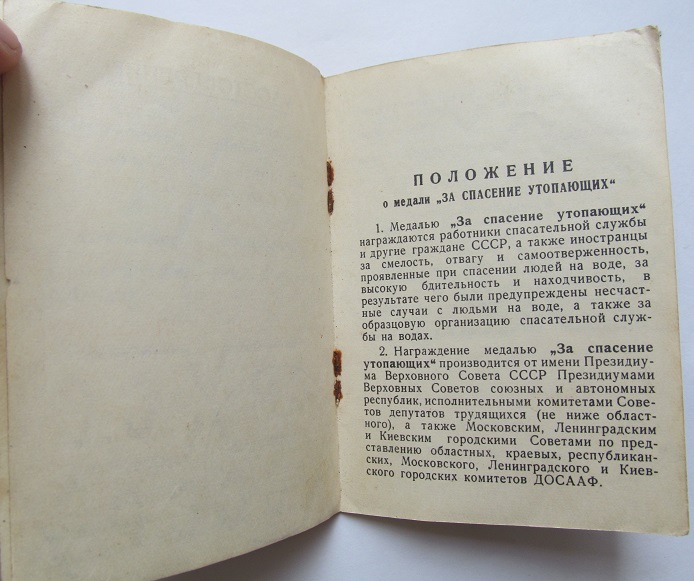 ПОЛОЖЕНИЕ
о медали „ЗА СПАСЕНИЕ УТОПАЮЩИХ“
1. Медалью „За спасение утопающих“
награждаются работники спасательной службы
и другие граждане СССР, а также иностранцы
за смелость, отвагу и самоотверженность,
проявленные при спасении людей на воде, за
высокую бдительность и находчивость, в
результате чего были предупреждены несчаст-
ные случаи с людьми на воде, а также за
образцовую организацию спасательной служ-
бы на водах.
2. Награждение медалью „За спасение
утопающих“ производится от имени Президиу-
ма Верховного Совета СССР Президиумами
Верховных Советов союзных и автономных
республик, исполнительными комитетами Сове-
тов депутатов трудящихся (не ниже област-
ного), а также Московским, Ленинградским
и Киевским городскими Советами по пред-
ставлению областных, краевых, республикан-
ских, Московского, Ленинградского и Киев-
ского городских комитетов ДОСААФ.